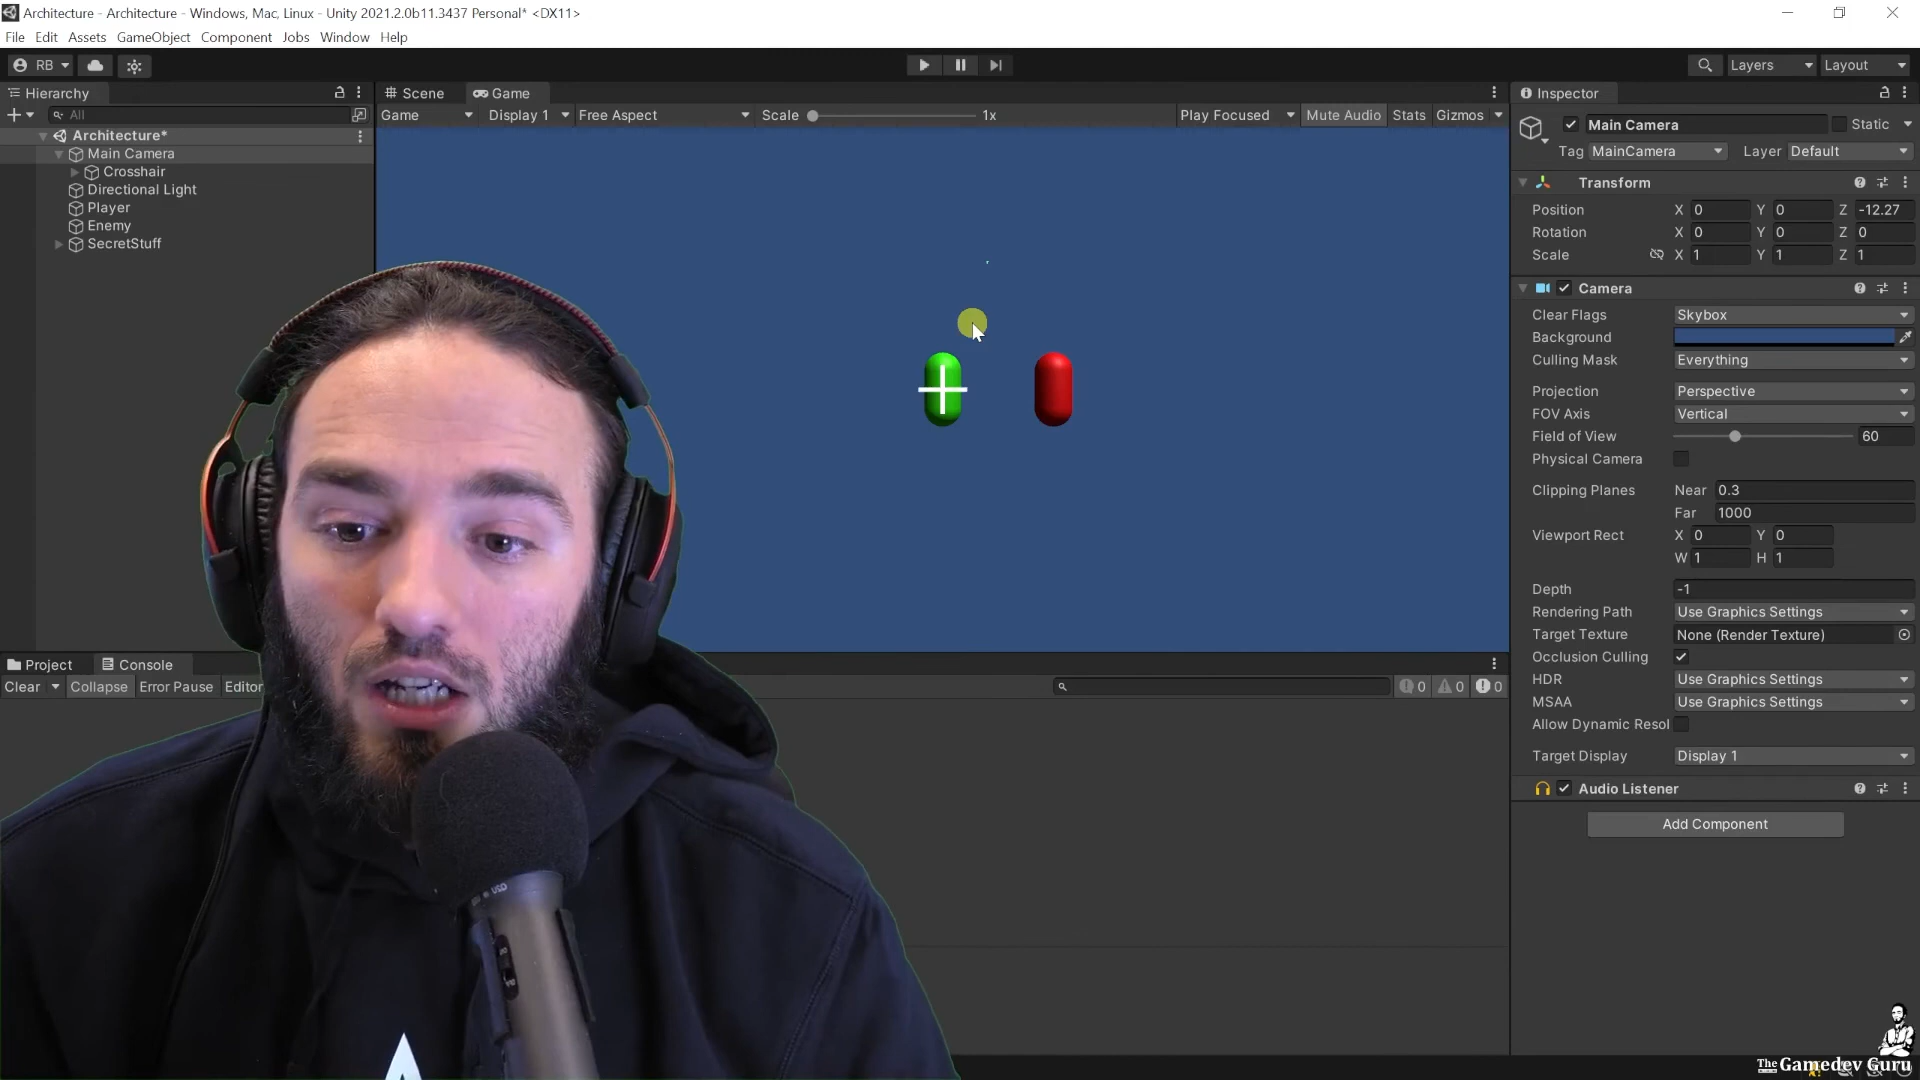 Architecture - Architecture - Windows, Mac, Linux - Unity 2021.2.0b11.3437 Personal* <DX11>
File Edit Assets GameObject Component Jobs Window Help
RB Layers Layout
Hierarchy Scene Game Inspector
All Game Display 1 Free Aspect Scale 1x Play Focused Mute Audio Stats Gizmos
Main Camera Static
Architecture*
Tag MainCamera Layer Default
Main Camera
Crosshair
Directional Light
Player
Enemy
SecretStuff
Transform
Position X 0 Y 0 Z -12.27
Rotation X 0 Y 0 Z 0
Scale X 1 Y 1 Z 1
Camera
Clear Flags Skybox
Background
Culling Mask Everything
Projection Perspective
FOV Axis Vertical
Field of View 60
Physical Camera
Clipping Planes Near 0.3
Far 1000
Viewport Rect X 0 Y 0
W 1 H 1
Depth -1
Rendering Path Use Graphics Settings
Target Texture None (Render Texture)
Occlusion Culling
HDR Use Graphics Settings
MSAA Use Graphics Settings
Allow Dynamic Resol
Target Display Display 1
Audio Listener
Add Component
Project Console
Clear Collapse Error Pause Editor 0 0 0
The Gamedev Guru